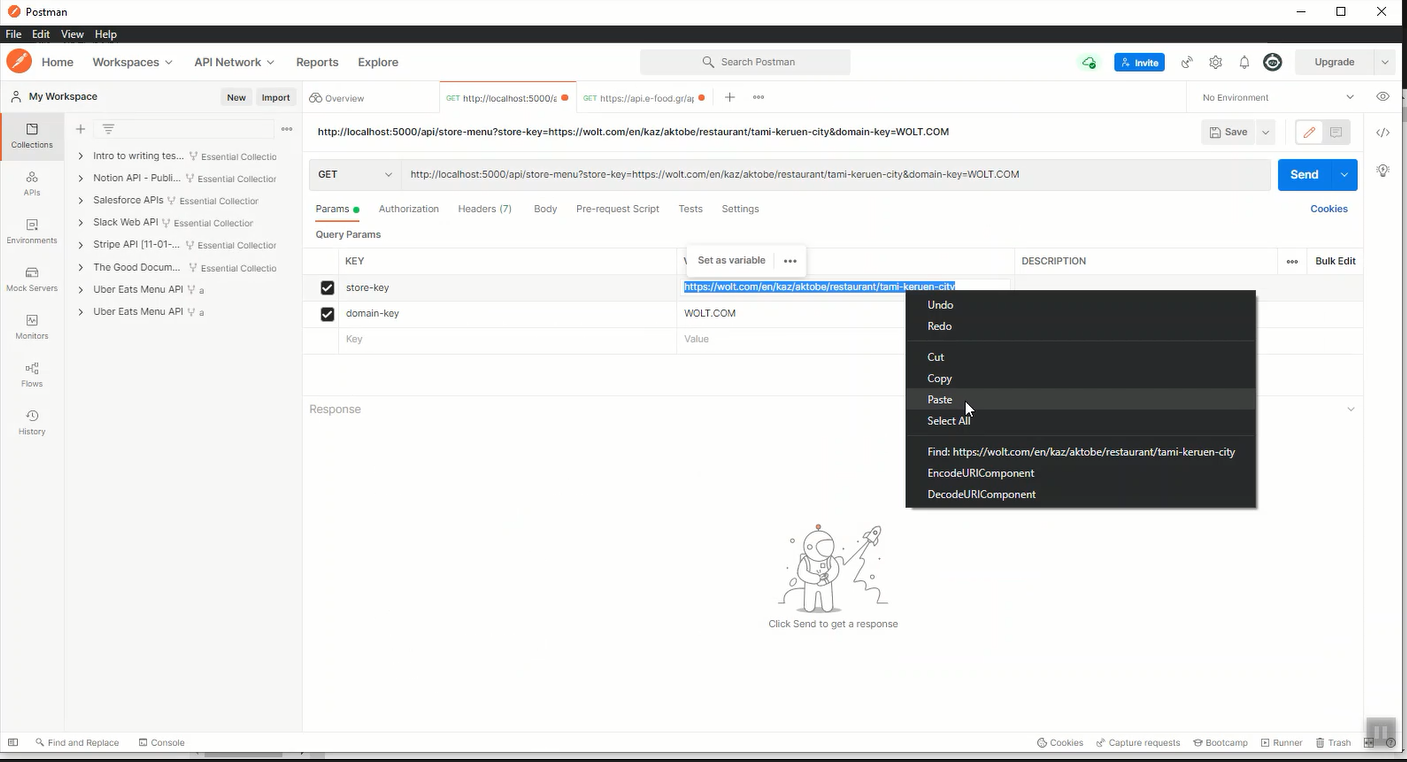 Postman
File Edit View Help
Home Workspaces API Network Reports Explore Search Postman Invite Upgrade
My Workspace New Import Overview GET http://localhost:5000/a GET https://api.e-food.gr/ap No Environment
http://localhost:5000/api/store-menu?store-key=https://wolt.com/en/kaz/aktobe/restaurant/tami-keruen-city&domain-key=WOLT.COM Save
Collections
APIs
Environments
Mock Servers
Monitors
Flows
History
Intro to writing tes... Essential Collectio
Notion API - Publi... Essential Collection
Salesforce APIs Essential Collection
Slack Web API Essential Collection
Stripe API [11-01-... Essential Collection
The Good Docum... Essential Collectio
Uber Eats Menu API a
Uber Eats Menu API a
GET http://localhost:5000/api/store-menu?store-key=https://wolt.com/en/kaz/aktobe/restaurant/tami-keruen-city&domain-key=WOLT.COM Send
Params Authorization Headers (7) Body Pre-request Script Tests Settings Cookies
Query Params
KEY DESCRIPTION Bulk Edit
Set as variable
store-key https://wolt.com/en/kaz/aktobe/restaurant/tami-keruen-city
domain-key WOLT.COM
Key Value
Undo
Redo
Cut
Copy
Paste
Select All
Find: https://wolt.com/en/kaz/aktobe/restaurant/tami-keruen-city
EncodeURIComponent
DecodeURIComponent
Response
Click Send to get a response
Find and Replace Console Cookies Capture requests Bootcamp Runner Trash